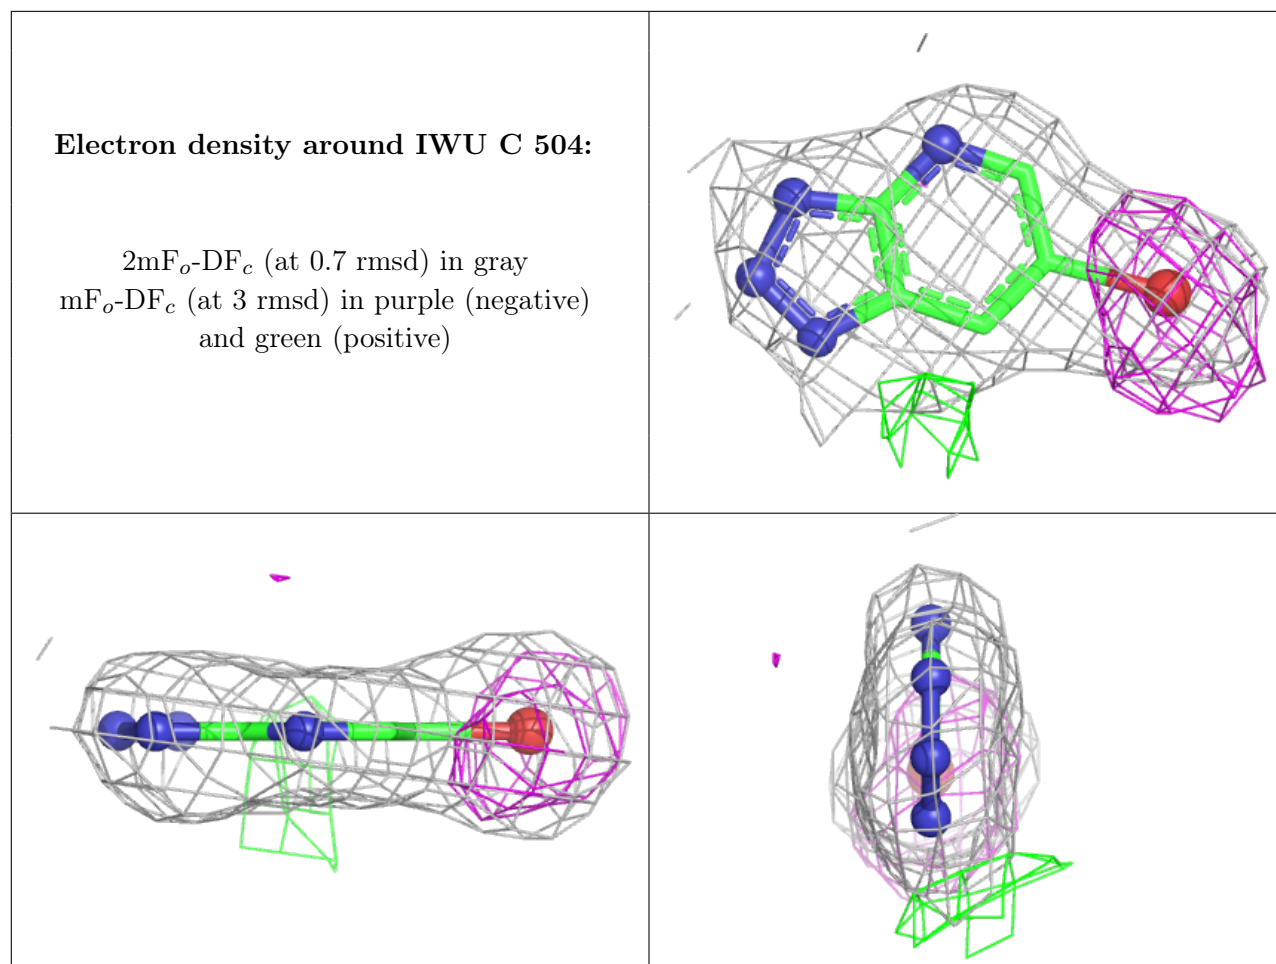 Electron density around IWU C 504:
2mFₒ-DF𝒸 (at 0.7 rmsd) in gray
mFₒ-DF𝒸 (at 3 rmsd) in purple (negative)
and green (positive)